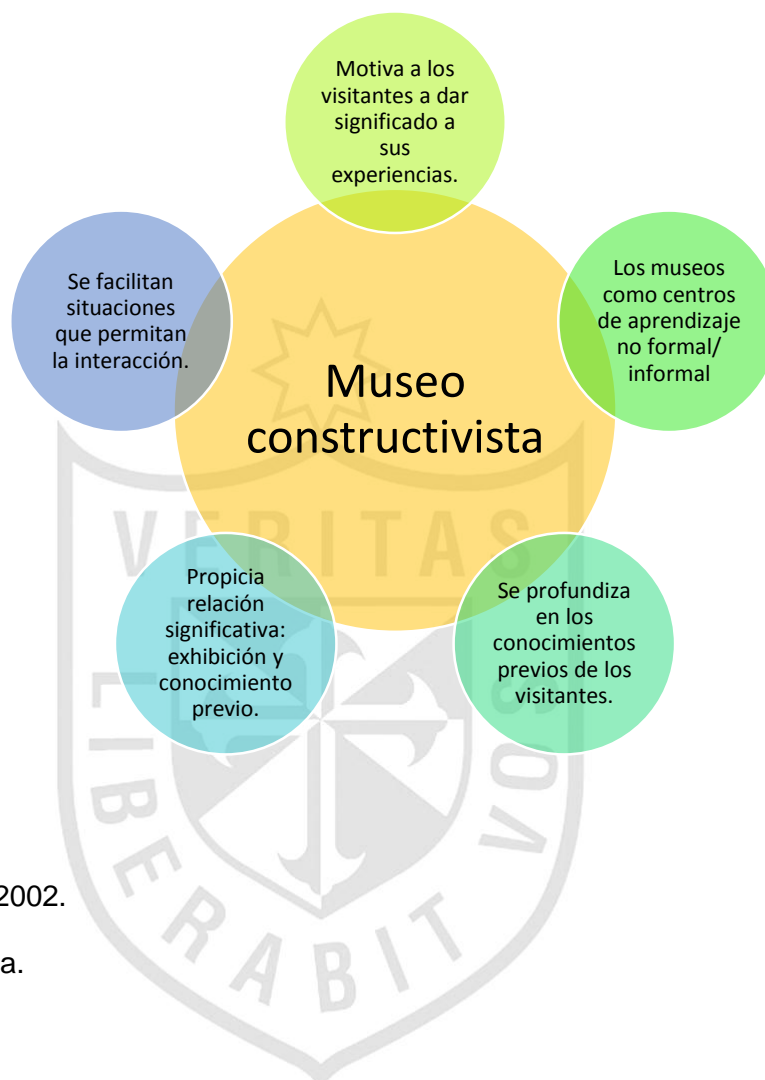 Motiva a los
visitantes a dar
significado a
sus
experiencias.
Se facilitan
situaciones
que permitan
la interacción.
Los museos
como centros
de aprendizaje
no formal/
informal
Museo
constructivista
VERITAS
Propicia
relación
significativa:
exhibición y
conocimiento
previo.
Se profundiza
en los
conocimientos
previos de los
visitantes.
LIBERABIT
VOS
2002.
a.